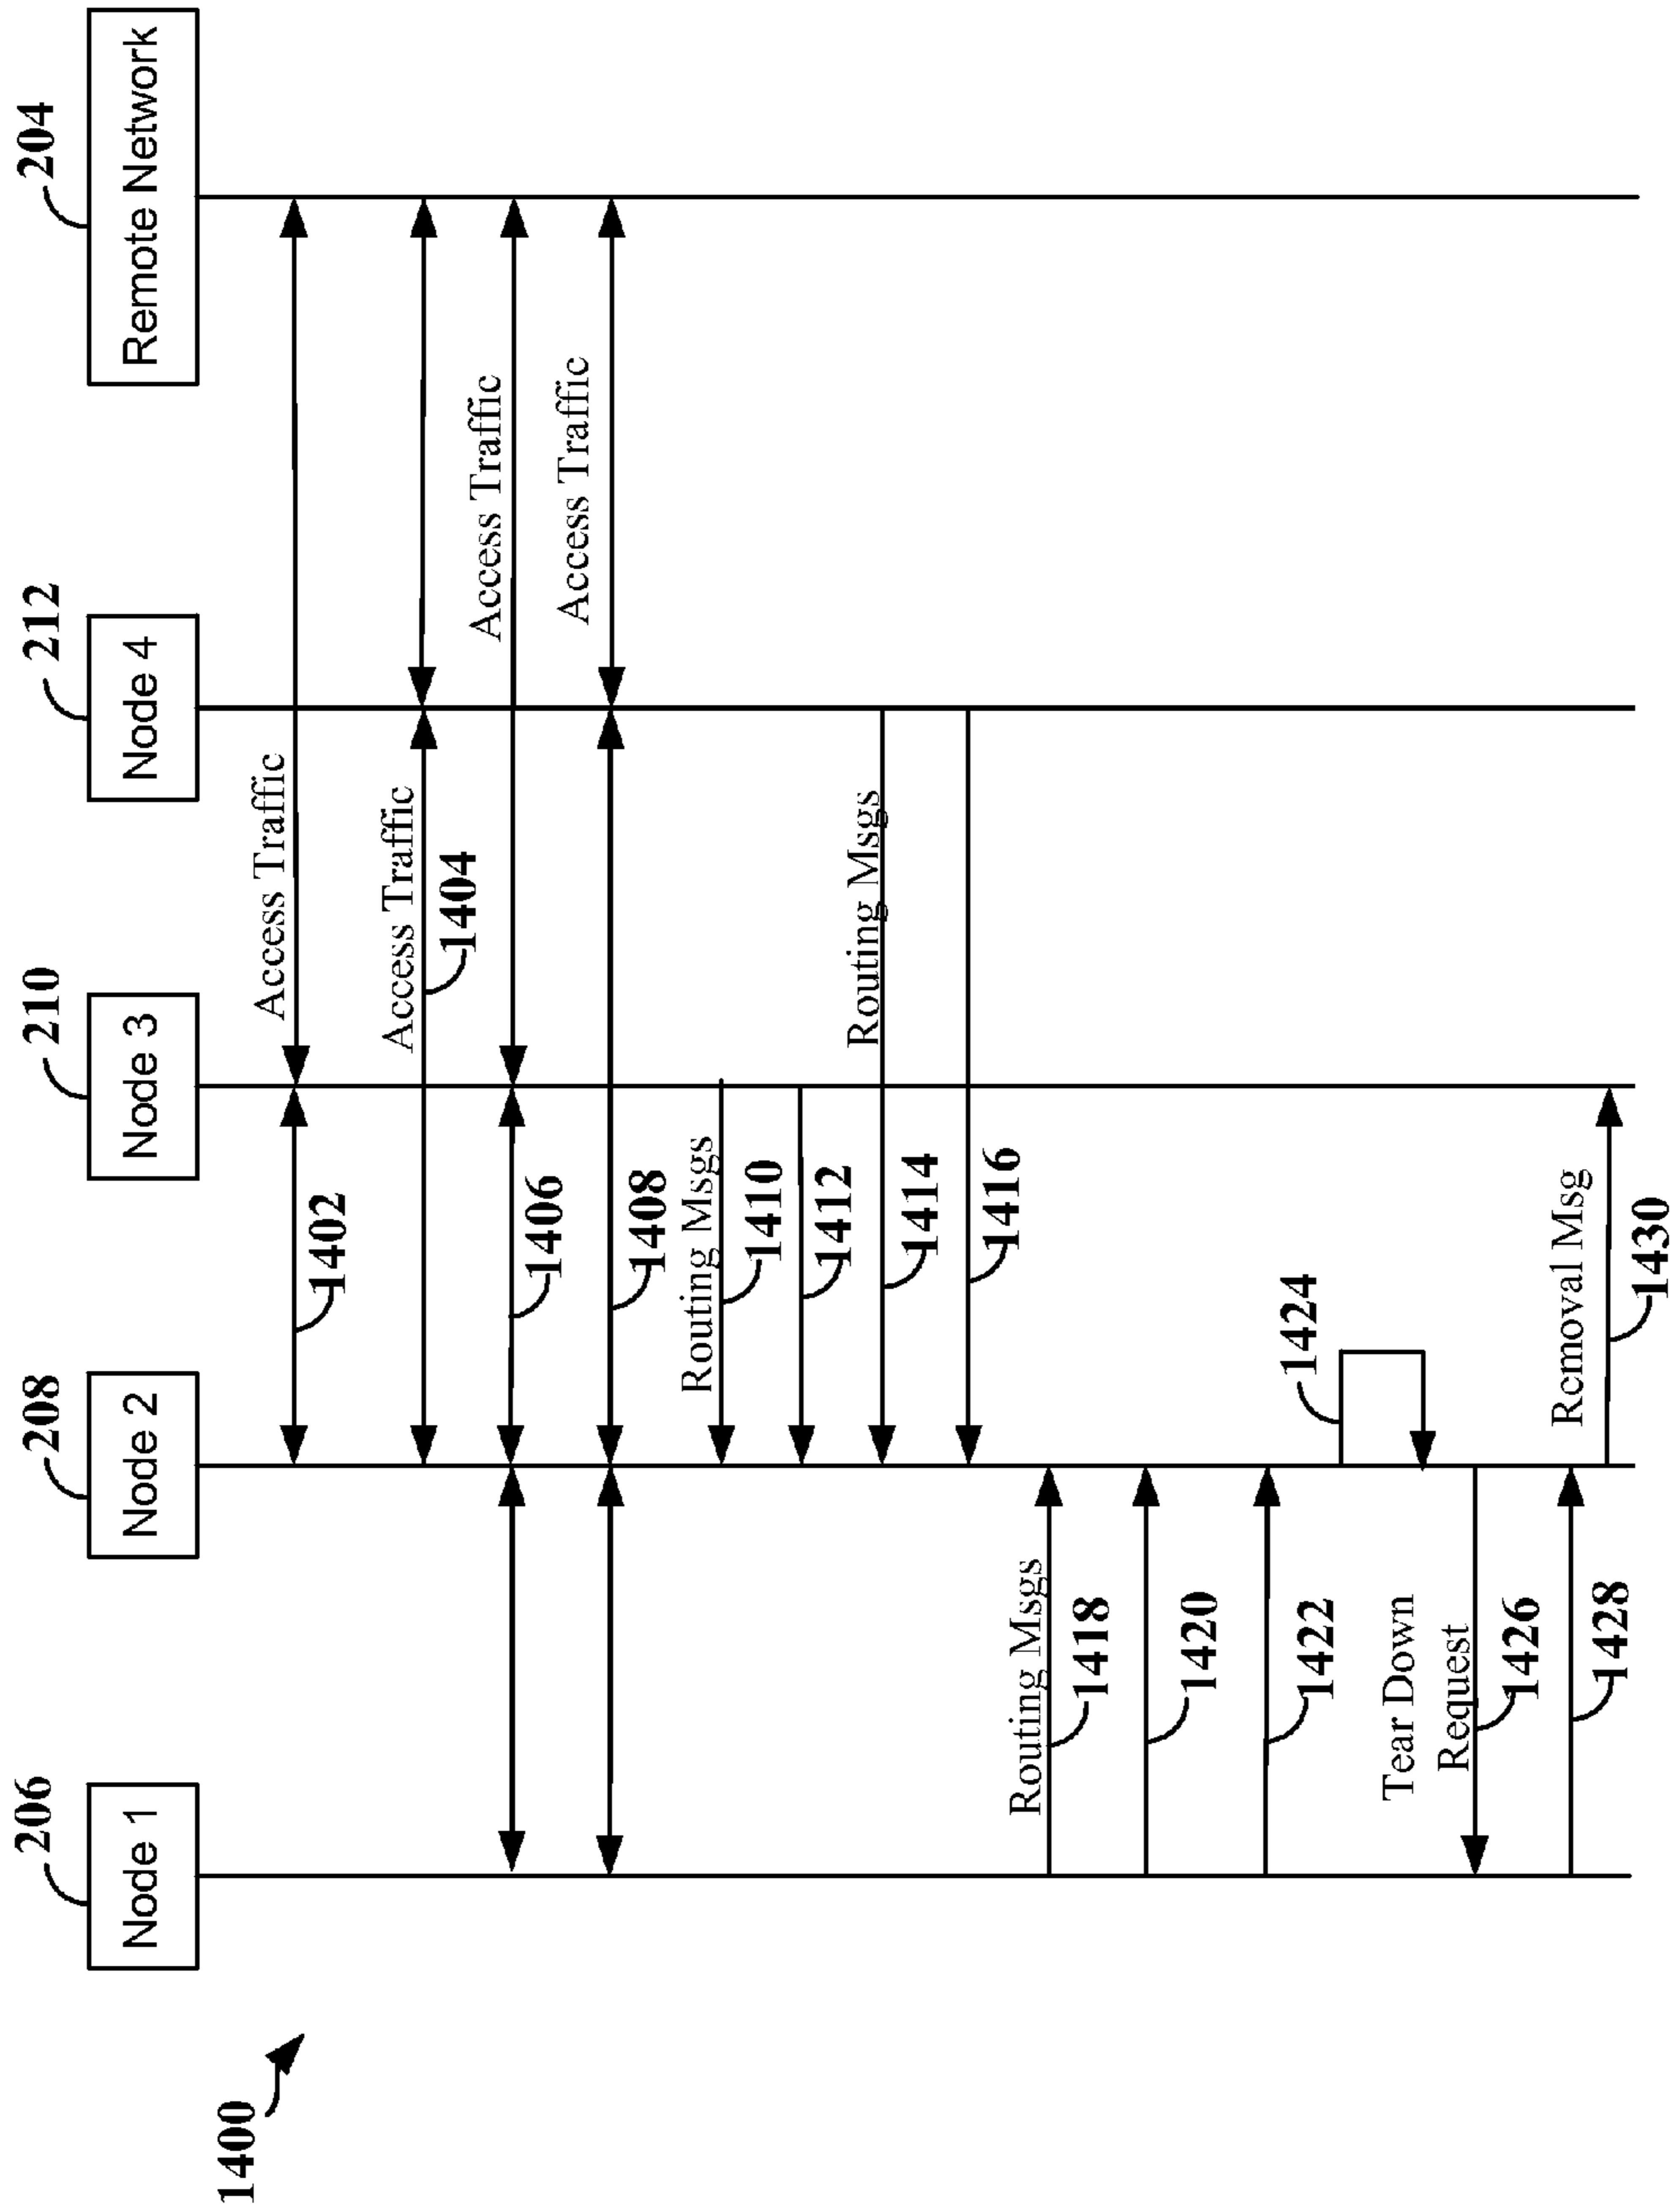 1400
206
208
210
212
204
Node 1
Node 2
Node 3
Node 4
Remote Network
Access Traffic
1402
Access Traffic
1404
Access Traffic
1406
Access Traffic
1408
Routing Msgs
1410
1412
Routing Msgs
1414
1416
Routing Msgs
1418
1420
1422
1424
Tear Down
Request
1426
1428
Removal Msg
1430